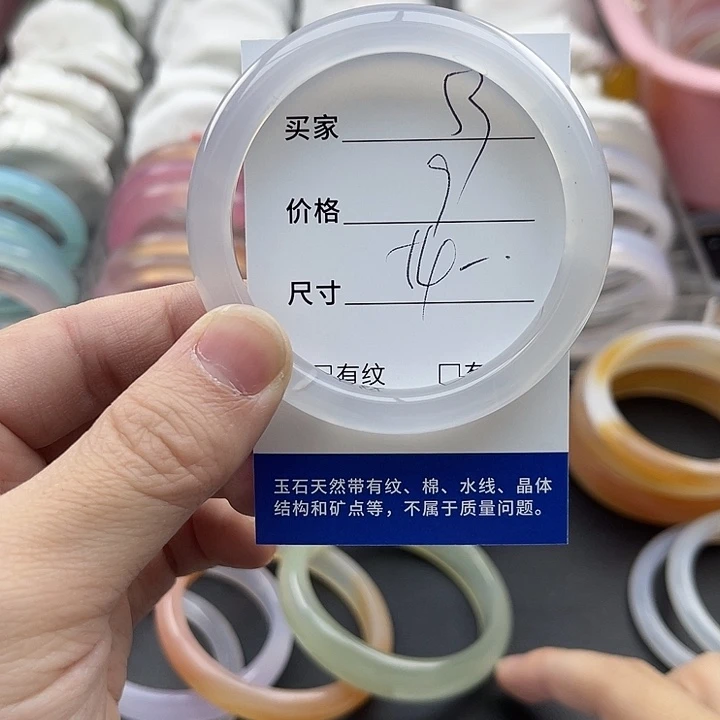 买家
价格
尺寸
有纹
玉石天然带有纹、棉、水线、晶体
结构和矿点等，不属于质量问题。